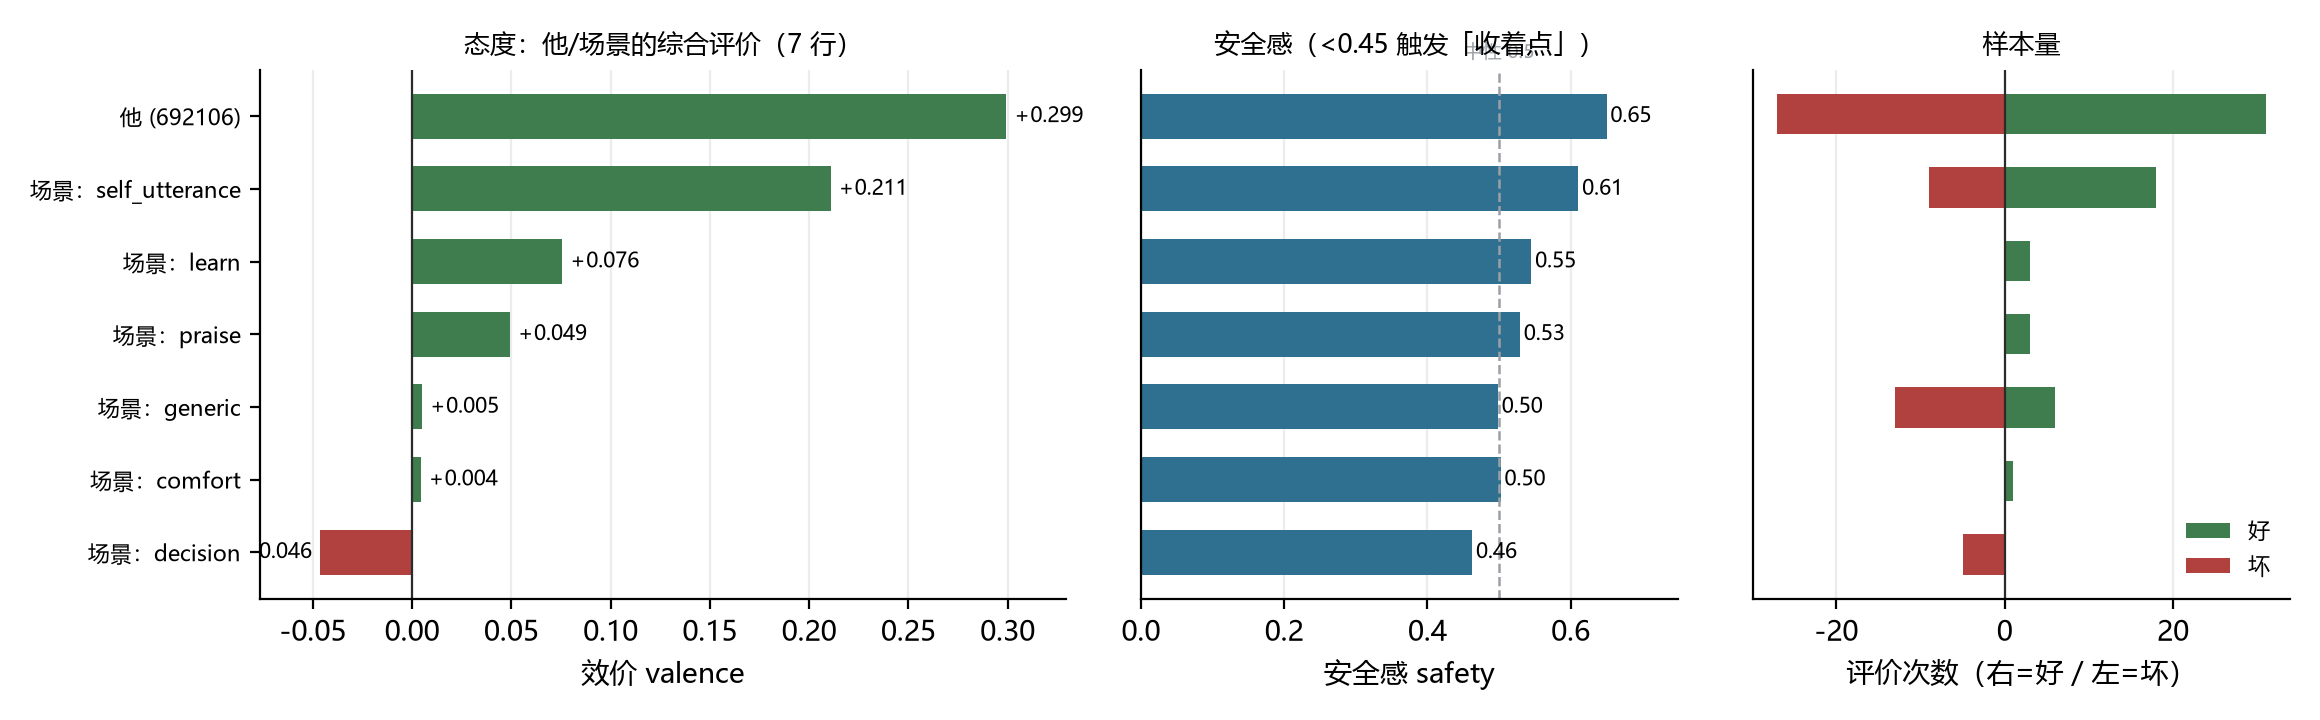 态度：他/场景的综合评价（7 行）
他 (692106)
场景：self_utterance
场景：learn
场景：praise
场景：generic
场景：comfort
场景：decision
+0.299
+0.211
+0.076
+0.049
+0.005
+0.004
0.046
-0.05 0.00 0.05 0.10 0.15 0.20 0.25 0.30
效价 valence
安全感（<0.45 触发「收着点」）
中性 0.5
0.65
0.61
0.55
0.53
0.50
0.50
0.46
0.0 0.2 0.4 0.6
安全感 safety
样本量
好
坏
-20 0 20
评价次数（右=好 / 左=坏）